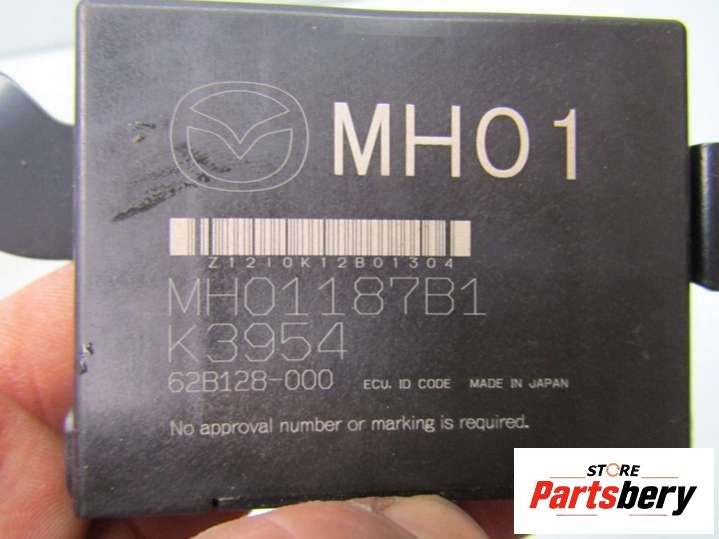 MH01
Z12I0K12B01304
MH01187B1
K3954
62B128-000 ECU. ID CODE MADE IN JAPAN
No approval number or marking is required.
STORE
Partsbery